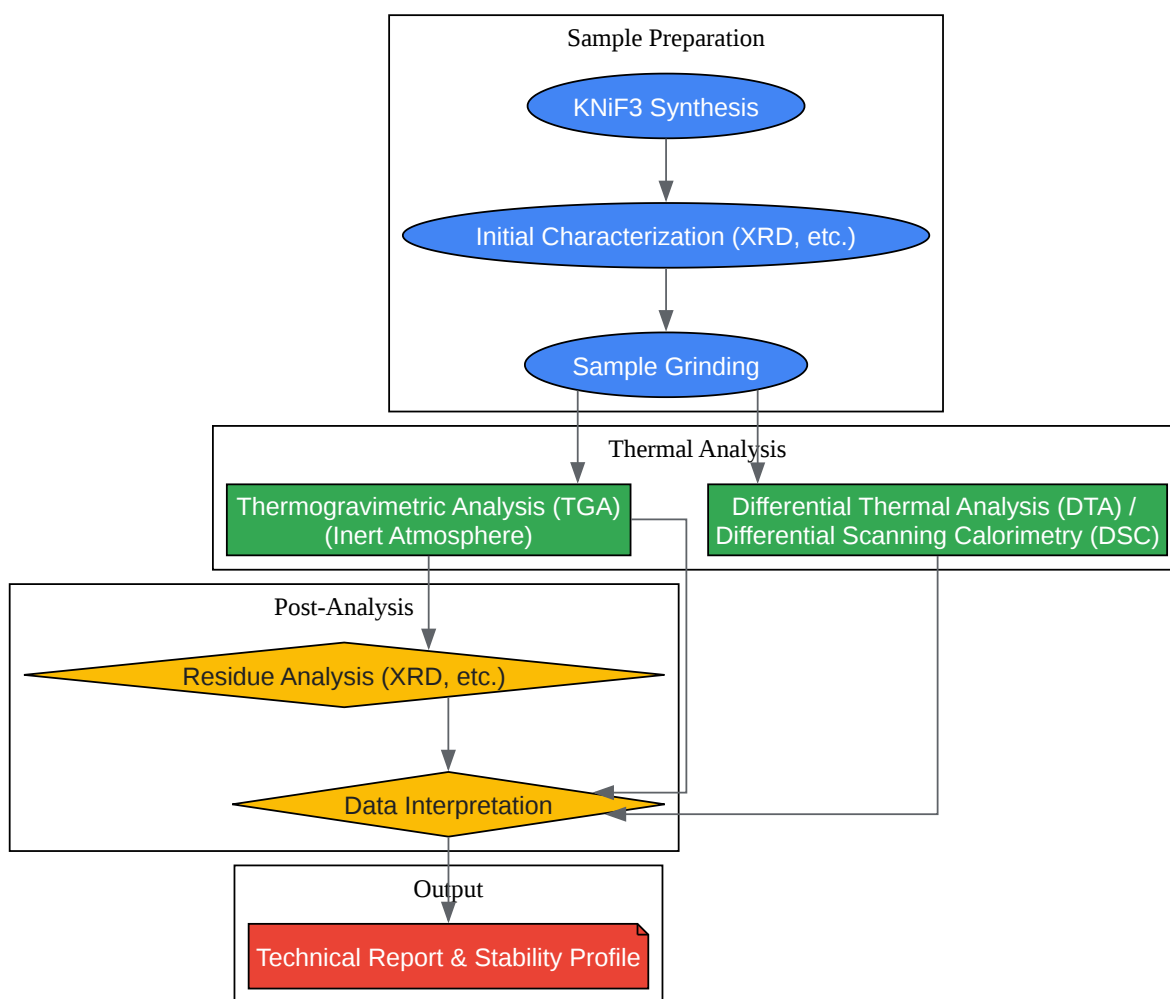 Sample Preparation
KNiF3 Synthesis
Initial Characterization (XRD, etc.)
Sample Grinding
Thermal Analysis
Thermogravimetric Analysis (TGA)
(Inert Atmosphere)
Differential Thermal Analysis (DTA) /
Differential Scanning Calorimetry (DSC)
Post-Analysis
Residue Analysis (XRD, etc.)
Data Interpretation
Output
Technical Report & Stability Profile